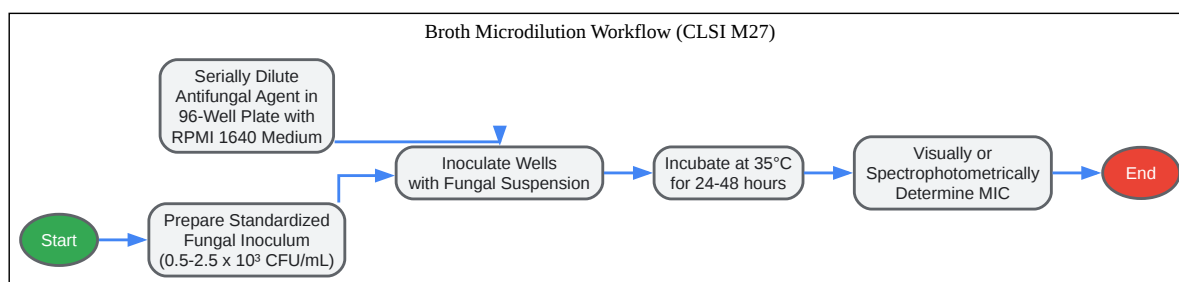 Broth Microdilution Workflow (CLSI M27)
Serially Dilute
Antifungal Agent in
96-Well Plate with
RPMI 1640 Medium
Start
Prepare Standardized
Fungal Inoculum
(0.5-2.5 x 10³ CFU/mL)
Inoculate Wells
with Fungal Suspension
Incubate at 35°C
for 24-48 hours
Visually or
Spectrophotometrically
Determine MIC
End